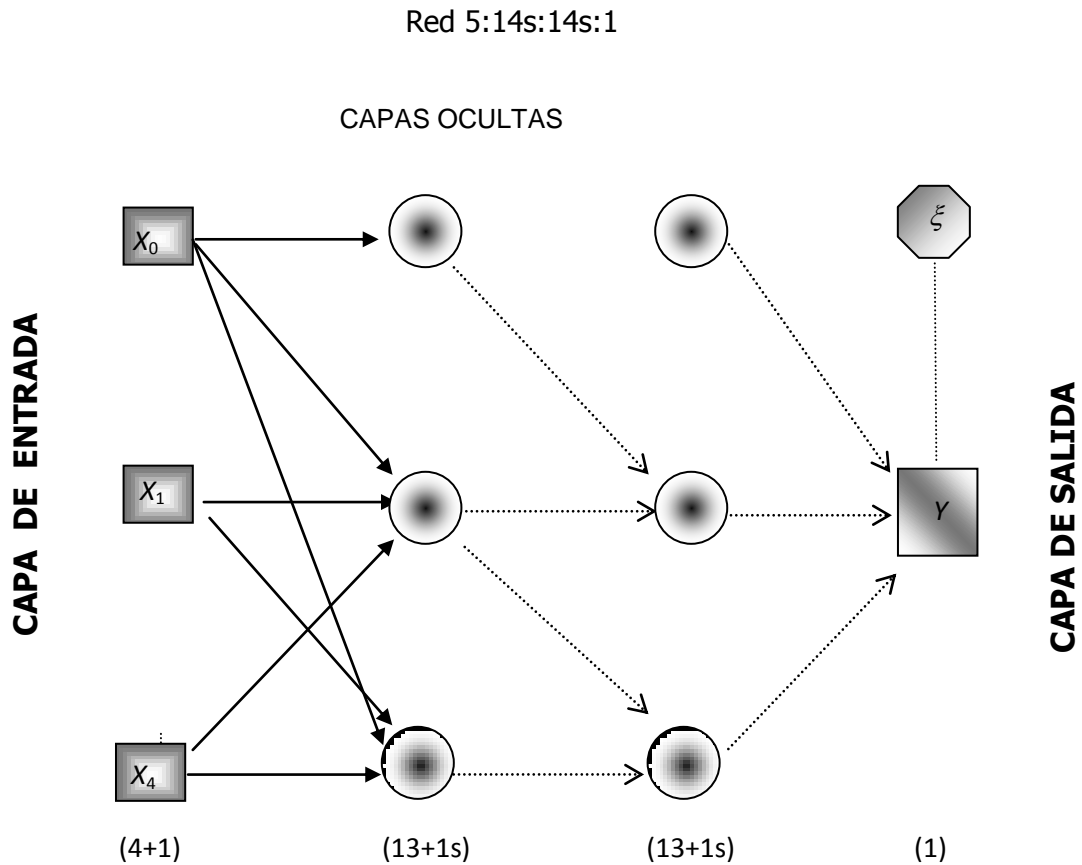 Red 5:14s:14s:1
CAPAS OCULTAS
X0
ξ
CAPA DE ENTRADA
X1
Y
CAPA DE SALIDA
X4
(4+1)
(13+1s)
(13+1s)
(1)